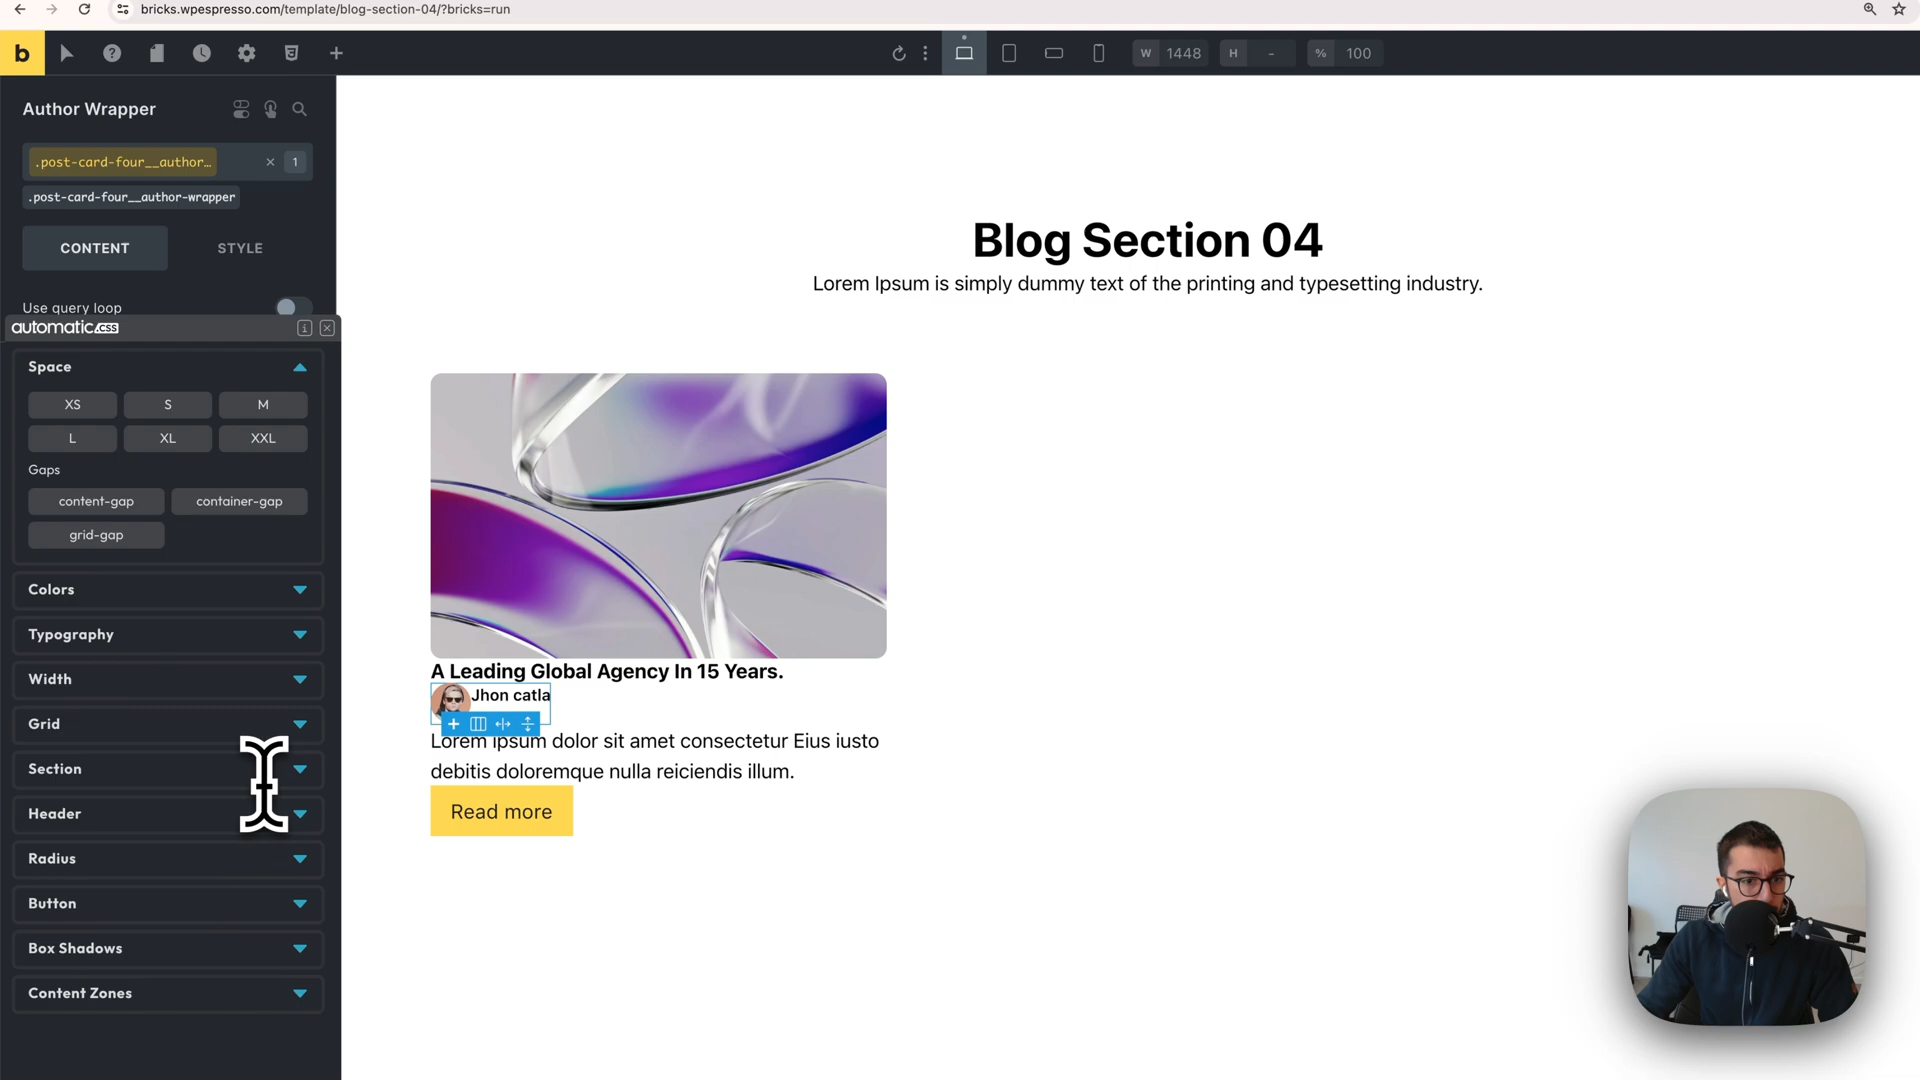 bricks.wpespresso.com/template/blog-section-04/?bricks=run
b
W 1448 H - % 100
Author Wrapper
.post-card-four__author… × 1
.post-card-four__author-wrapper
CONTENT STYLE
Use query loop
automatic.css
Space
XS S M
L XL XXL
Gaps
content-gap container-gap
grid-gap
Colors
Typography
Width
Grid
Section
Header
Radius
Button
Box Shadows
Content Zones
Blog Section 04
Lorem Ipsum is simply dummy text of the printing and typesetting industry.
A Leading Global Agency In 15 Years.
Jhon catla
Lorem ipsum dolor sit amet consectetur Eius iusto
debitis doloremque nulla reiciendis illum.
Read more